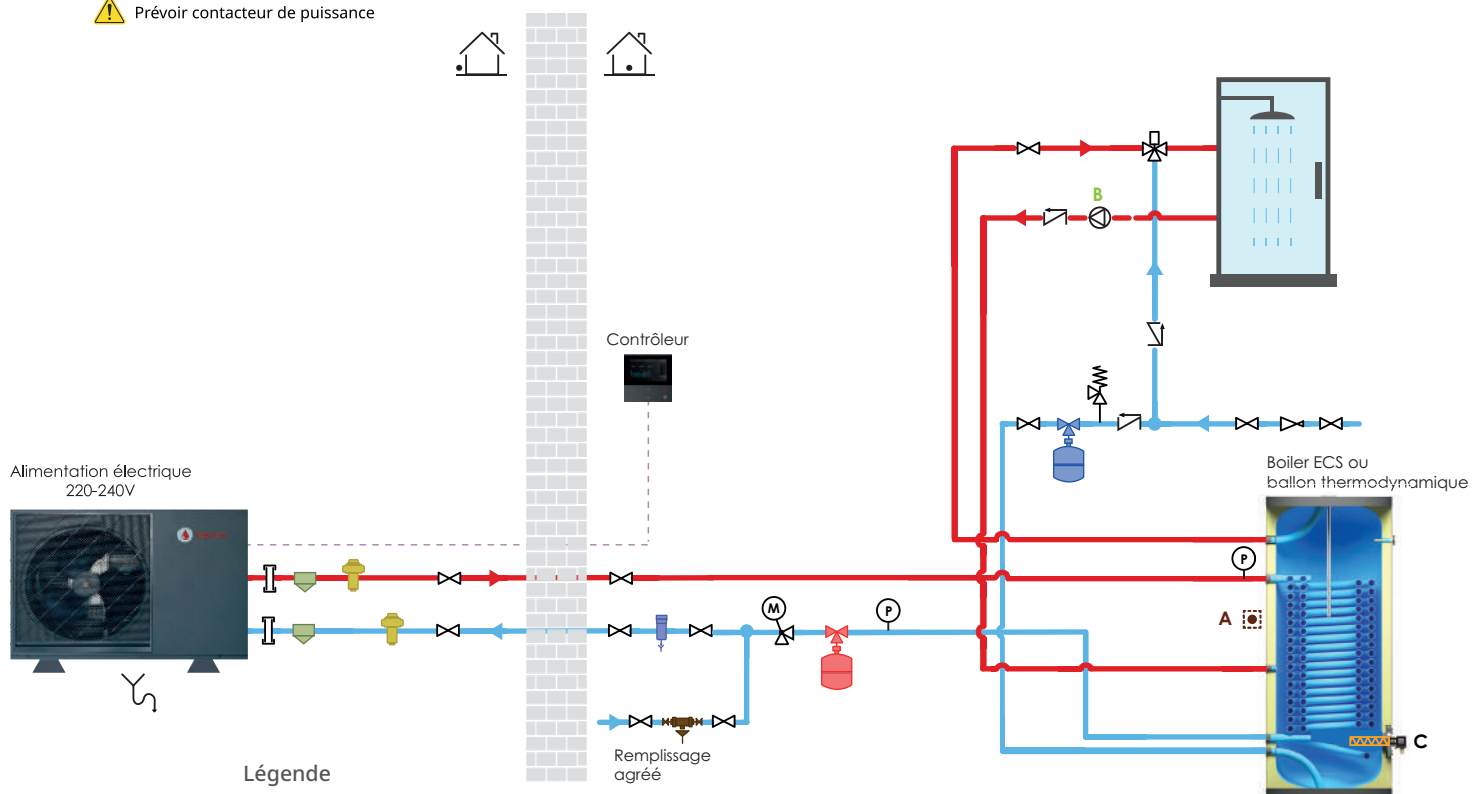 Prévoir contacteur de puissance
B
Contrôleur
Alimentation électrique
220-240V
Boiler ECS ou
ballon thermodynamique
P
M
P
A
C
Remplissage
agréé
Légende